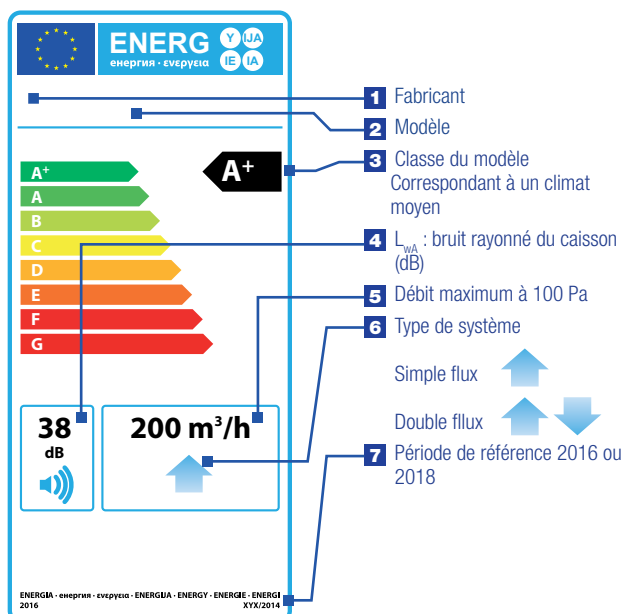 ENERG
енергия · ενεργεια
Y IJA
IE IA
A+
A+
A
B
C
D
E
F
G
38
dB
200 m³/h
ENERGIA · енергия · ενεργεια · ENERGIJA · ENERGY · ENERGIE · ENERGI
2016 XYX/2014
1 Fabricant
2 Modèle
3 Classe du modèle
Correspondant à un climat
moyen
4 LwA : bruit rayonné du caisson
(dB)
5 Débit maximum à 100 Pa
6 Type de système
Simple flux
Double fllux
7 Période de référence 2016 ou
2018